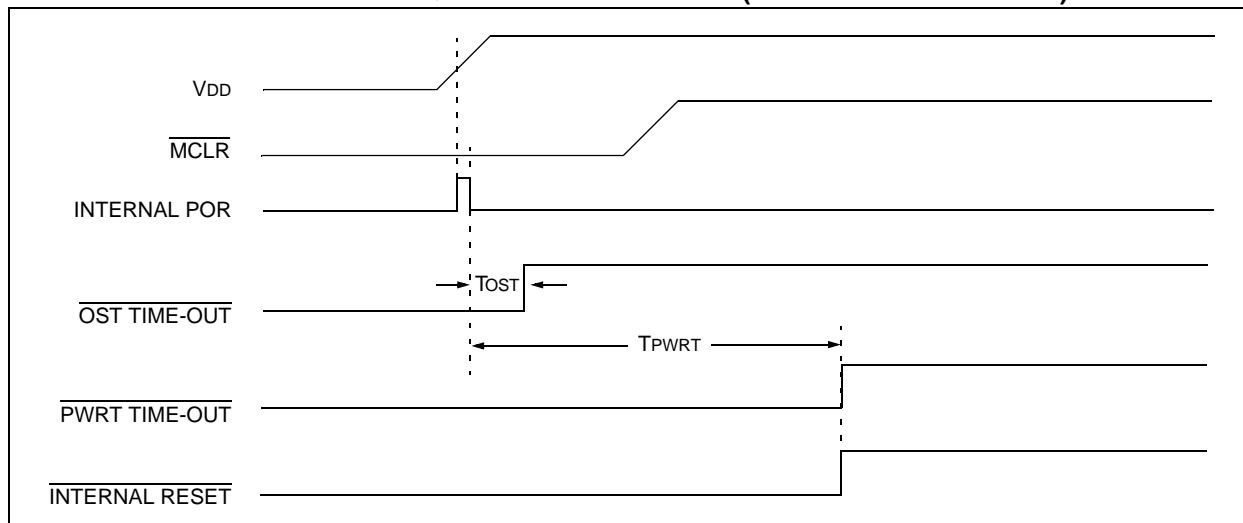 VDD
MCLR
INTERNAL POR
TOST
OST TIME-OUT
TPWRT
PWRT TIME-OUT
INTERNAL RESET